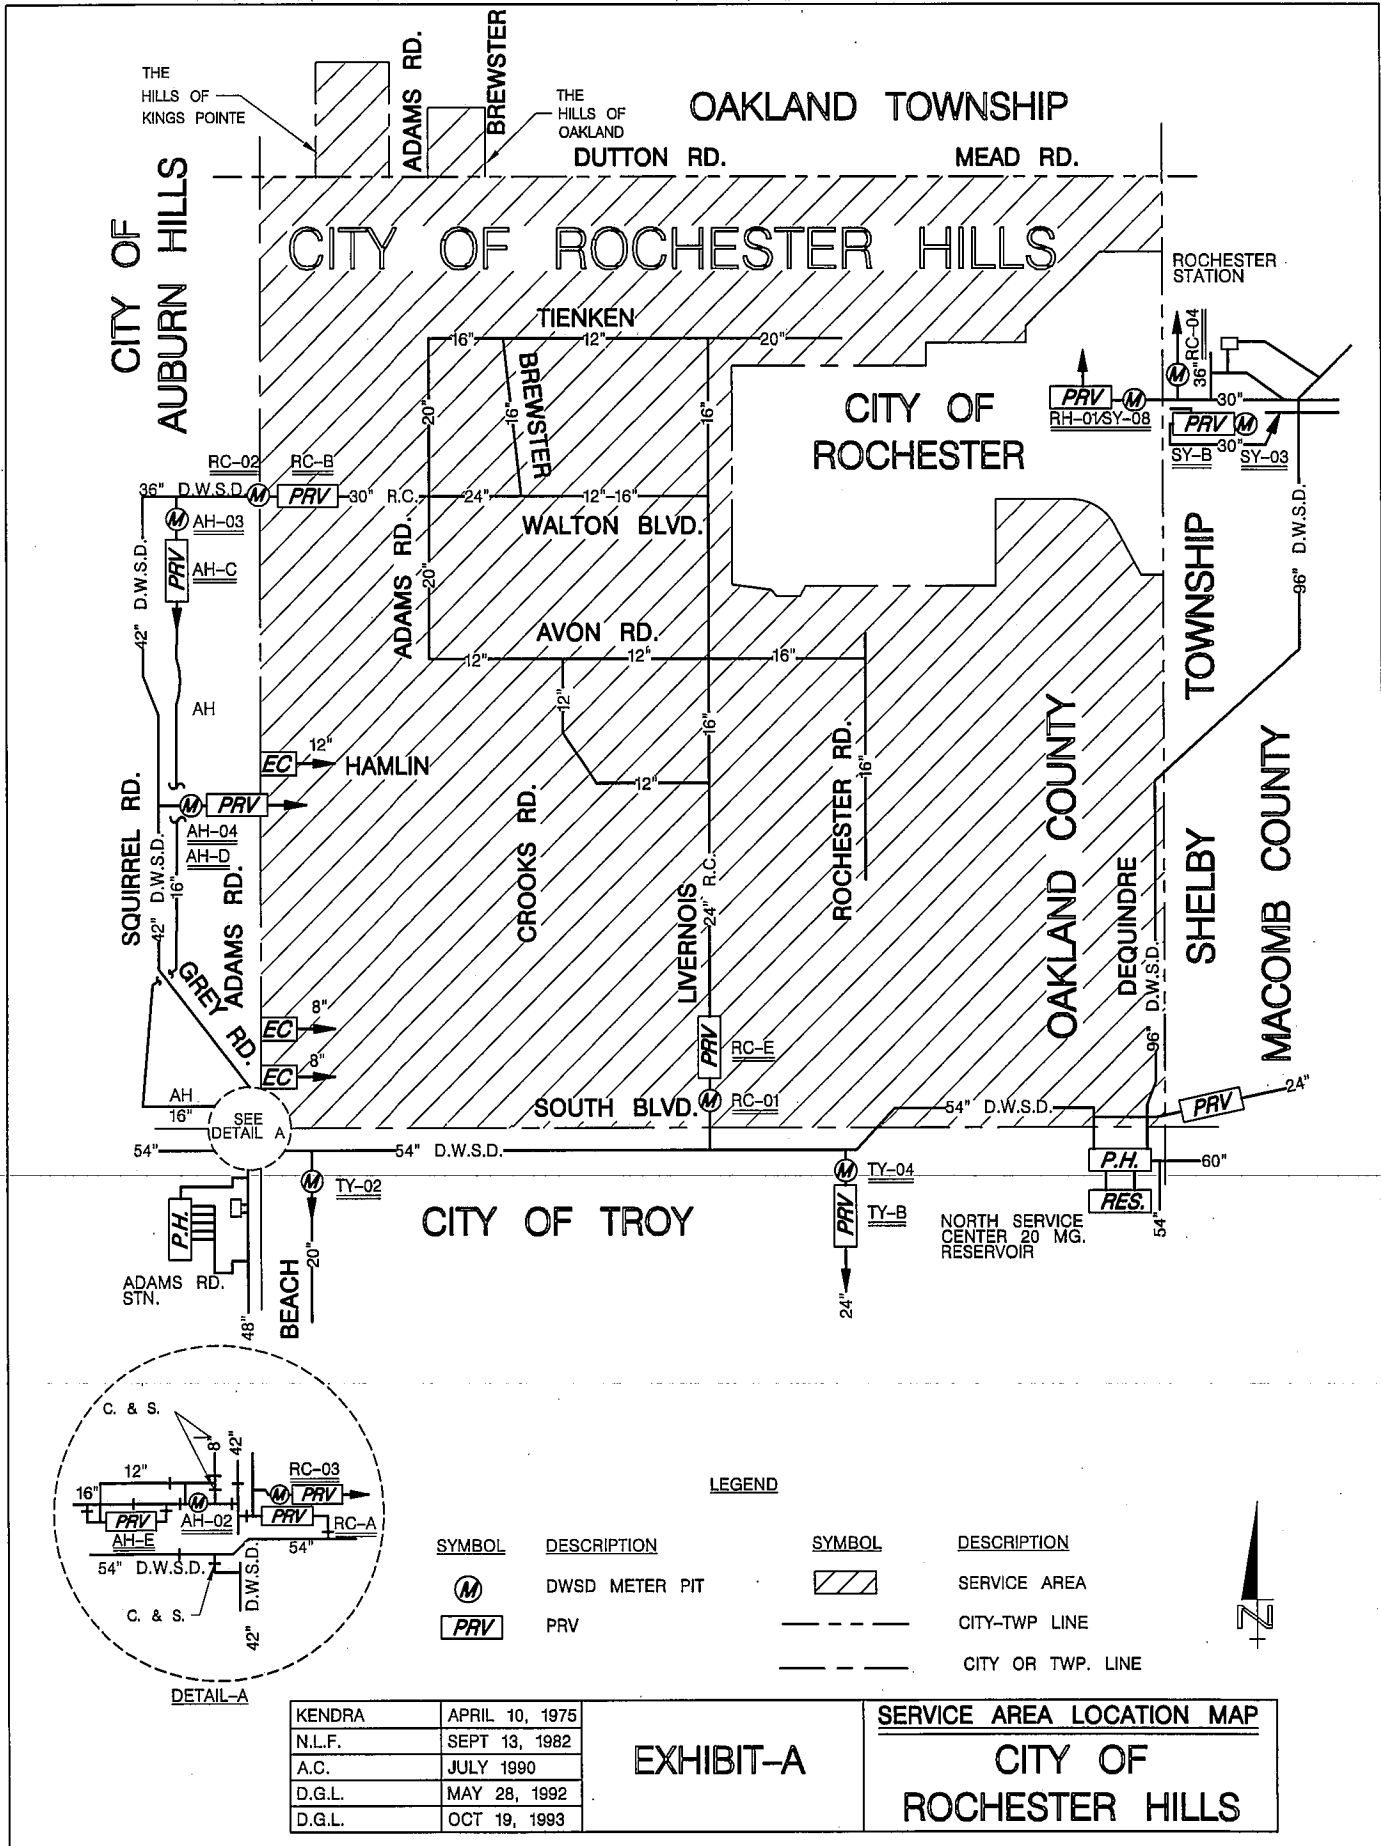 THE
HILLS OF
KINGS POINTE
ADAMS RD.
BREWSTER
THE
HILLS OF
OAKLAND
OAKLAND TOWNSHIP
DUTTON RD.
MEAD RD.
CITY OF
AUBURN HILLS
CITY OF ROCHESTER HILLS
ROCHESTER
STATION
TIENKEN
16"
12"
20"
BREWSTER
16"
20"
16"
CITY OF
ROCHESTER
36"
RC-04
PRV
M
M
30"
RH-01/SY-08
PRV
M
30"
SY-B
SY-03
RC-02
RC-B
36" D.W.S.D.
M
PRV
30" R.C.
24"
12"-16"
WALTON BLVD.
M
AH-03
PRV
AH-C
42" D.W.S.D.
ADAMS RD.
20"
96" D.W.S.D.
AVON RD.
12"
12"
16"
12"
16"
12"
AH
EC
12"
HAMLIN
M
PRV
AH-04
AH-D
SQUIRREL RD.
42" D.W.S.D.
16"
ADAMS RD.
GREY RD.
CROOKS RD.
LIVERNOIS
24" R.C.
ROCHESTER RD.
16"
OAKLAND COUNTY
DEQUINDRE
96" D.W.S.D.
SHELBY TOWNSHIP
MACOMB COUNTY
EC
8"
EC
8"
PRV
RC-E
M
RC-01
SOUTH BLVD.
AH
16"
SEE
DETAIL A
54"
54" D.W.S.D.
54" D.W.S.D.
PRV
24"
P.H.
60"
RES.
54"
NORTH SERVICE
CENTER 20 MG.
RESERVOIR
M
TY-02
M
TY-04
PRV
TY-B
24"
CITY OF TROY
P.H.
ADAMS RD.
STN.
48"
BEACH
20"
C. & S.
8"
42"
12"
16"
RC-03
M
PRV
M
PRV
AH-02
PRV
RC-A
AH-E
54" D.W.S.D.
54"
C. & S.
42" D.W.S.D.
DETAIL-A
LEGEND
SYMBOL DESCRIPTION SYMBOL DESCRIPTION
M DWSD METER PIT SERVICE AREA
PRV PRV CITY-TWP LINE
CITY OR TWP. LINE
N
KENDRA APRIL 10, 1975
N.L.F. SEPT 13, 1982
A.C. JULY 1990
D.G.L. MAY 28, 1992
D.G.L. OCT 19, 1993
EXHIBIT-A
SERVICE AREA LOCATION MAP
CITY OF
ROCHESTER HILLS